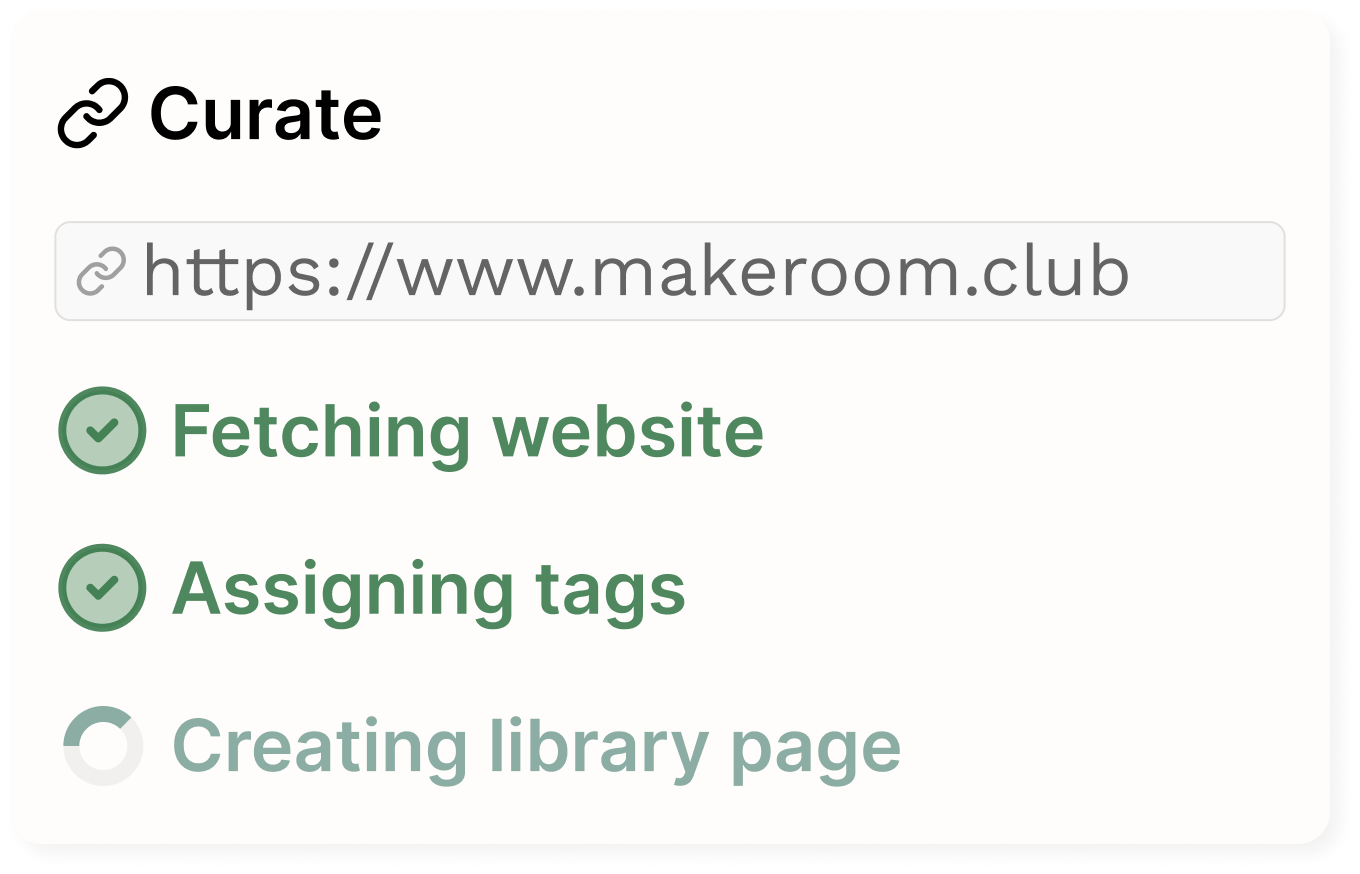 Curate
https://www.makeroom.club
Fetching website
Assigning tags
Creating library page